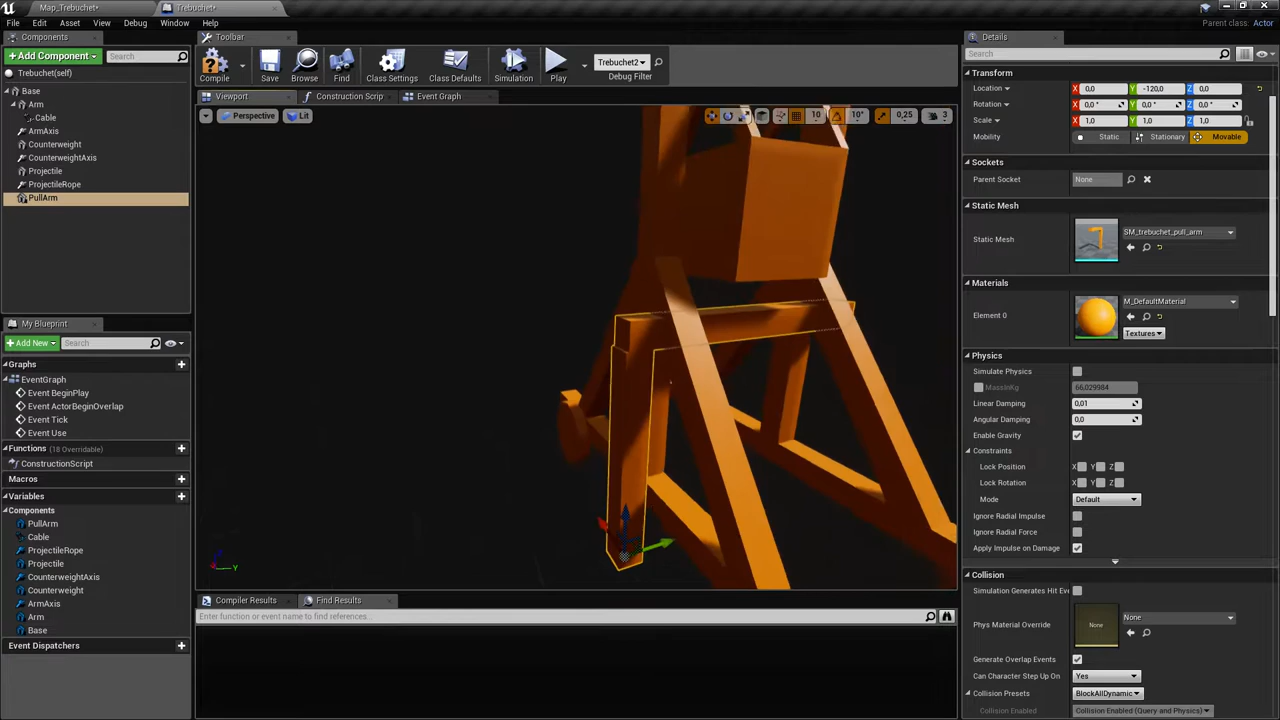 Map_Trebuchet*
Trebuchet*
File Edit Asset View Debug Window Help
Parent class: Actor
Components
Add Component
Search
Trebuchet(self)
Base
Arm
Cable
ArmAxis
Counterweight
CounterweightAxis
Projectile
ProjectileRope
PullArm
My Blueprint
Add New
Search
Graphs
EventGraph
Event BeginPlay
Event ActorBeginOverlap
Event Tick
Event Use
Functions (18 Overridable)
ConstructionScript
Macros
Variables
Components
PullArm
Cable
ProjectileRope
Projectile
CounterweightAxis
Counterweight
ArmAxis
Arm
Base
Event Dispatchers
Toolbar
Compile
Save
Browse
Find
Class Settings
Class Defaults
Simulation
Play
Trebuchet2
Debug Filter
Viewport
Construction Scrip
Event Graph
Perspective
Lit
10
10°
0,25
3
Y
Compiler Results
Find Results
Enter function or event name to find references...
Details
Search
Transform
Location X 0,0 Y -120,0 Z 0,0
Rotation X 0,0 ° Y 0,0 ° Z 0,0 °
Scale X 1,0 Y 1,0 Z 1,0
Mobility Static Stationary Movable
Sockets
Parent Socket None
Static Mesh
Static Mesh SM_trebuchet_pull_arm
Materials
Element 0 M_DefaultMaterial
Textures
Physics
Simulate Physics
MassInKg 66,029984
Linear Damping 0,01
Angular Damping 0,0
Enable Gravity
Constraints
Lock Position X Y Z
Lock Rotation X Y Z
Mode Default
Ignore Radial Impulse
Ignore Radial Force
Apply Impulse on Damage
Collision
Simulation Generates Hit Eve
Phys Material Override None None
Generate Overlap Events
Can Character Step Up On Yes
Collision Presets BlockAllDynamic
Collision Enabled Collision Enabled (Query and Physics)